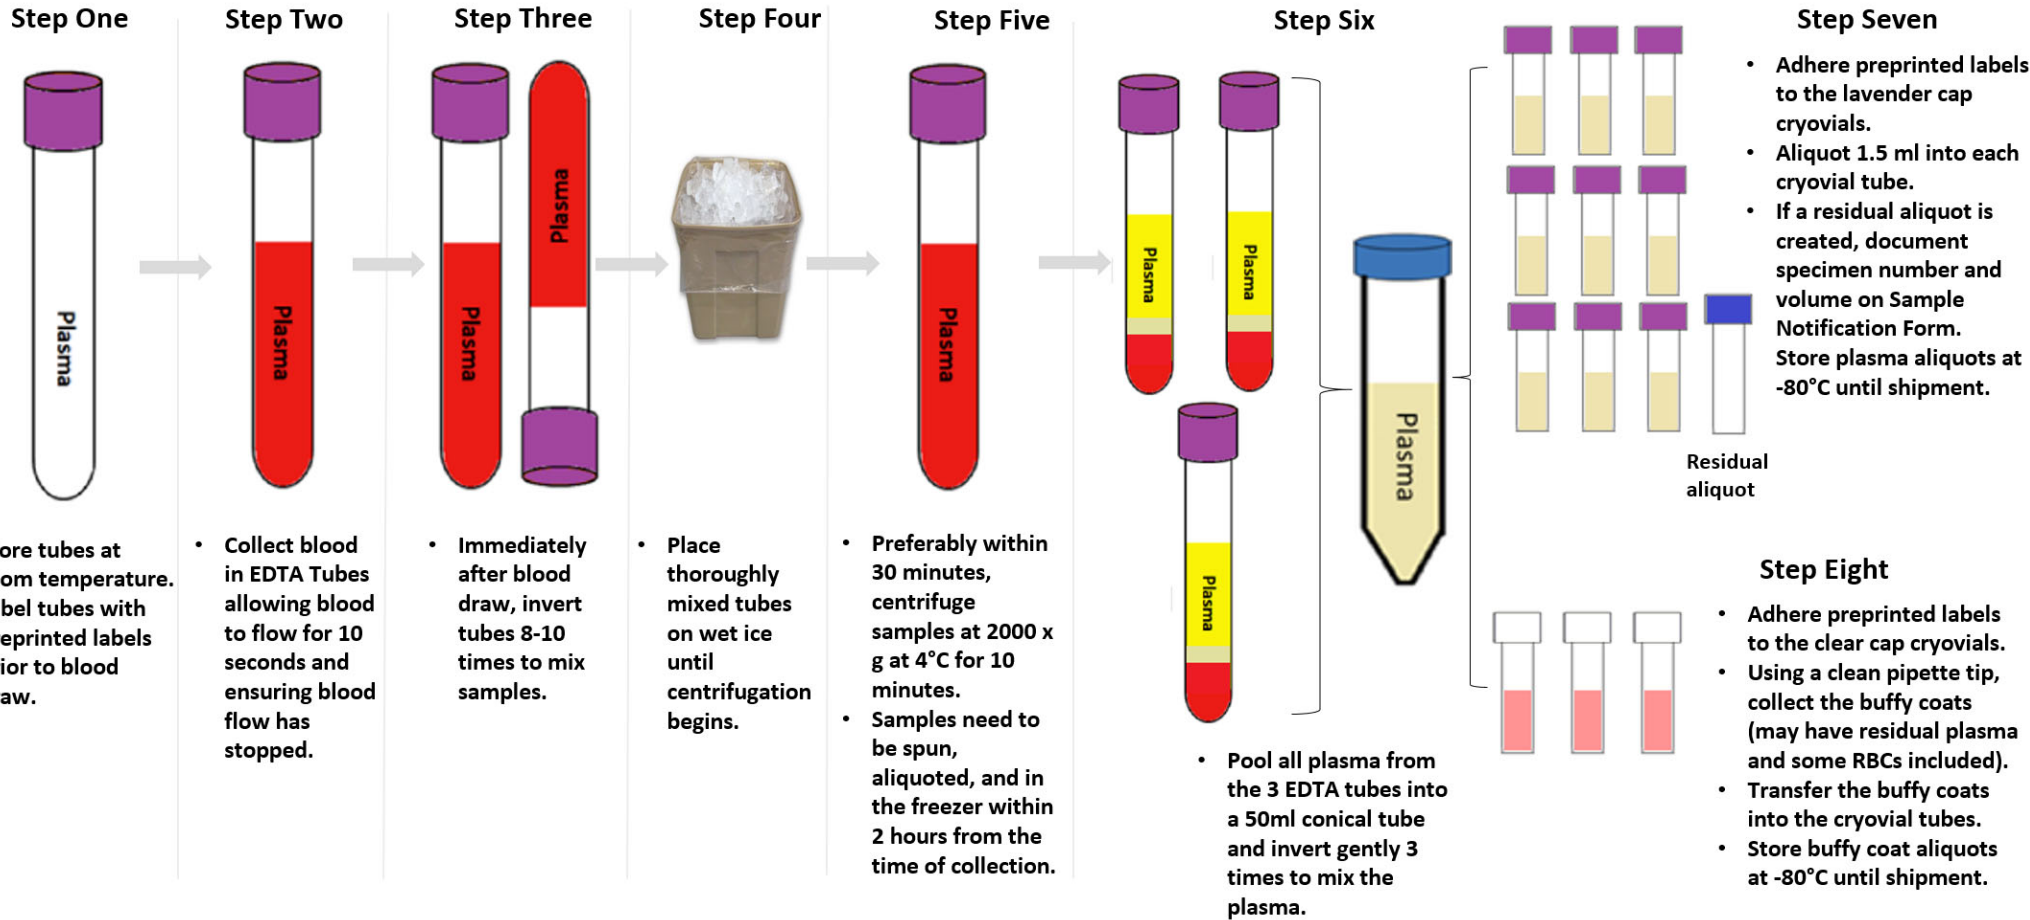 Step One
Plasma
ore tubes at
om temperature.
bel tubes with
eprinted labels
ior to blood
aw.
Step Two
Plasma
• Collect blood
in EDTA Tubes
allowing blood
to flow for 10
seconds and
ensuring blood
flow has
stopped.
Step Three
Plasma
Plasma
• Immediately
after blood
draw, invert
tubes 8-10
times to mix
samples.
Step Four
• Place
thoroughly
mixed tubes
on wet ice
until
centrifugation
begins.
Step Five
Plasma
• Preferably within
30 minutes,
centrifuge
samples at 2000 x
g at 4°C for 10
minutes.
• Samples need to
be spun,
aliquoted, and in
the freezer within
2 hours from the
time of collection.
Step Six
Plasma
Plasma
Plasma
Plasma
• Pool all plasma from
the 3 EDTA tubes into
a 50ml conical tube
and invert gently 3
times to mix the
plasma.
Step Seven
• Adhere preprinted labels
to the lavender cap
cryovials.
• Aliquot 1.5 ml into each
cryovial tube.
• If a residual aliquot is
created, document
specimen number and
volume on Sample
Notification Form.
Store plasma aliquots at
-80°C until shipment.
Residual
aliquot
Step Eight
• Adhere preprinted labels
to the clear cap cryovials.
• Using a clean pipette tip,
collect the buffy coats
(may have residual plasma
and some RBCs included).
• Transfer the buffy coats
into the cryovial tubes.
• Store buffy coat aliquots
at -80°C until shipment.